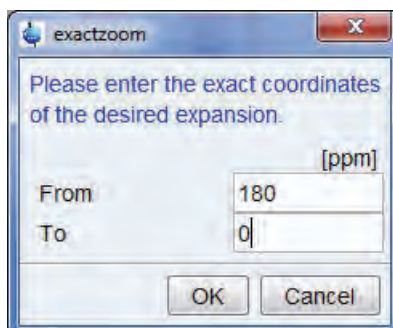 exactzoom
Please enter the exact coordinates
of the desired expansion.
[ppm]
From 180
To 0
OK Cancel